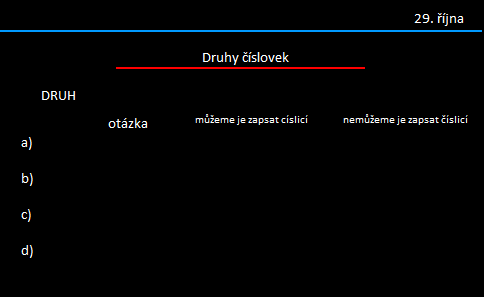 29. října
Druhy číslovek
DRUH
otázka můžeme je zapsat císlicí nemůžeme je zapsat číslicí
a)
b)
c)
d)